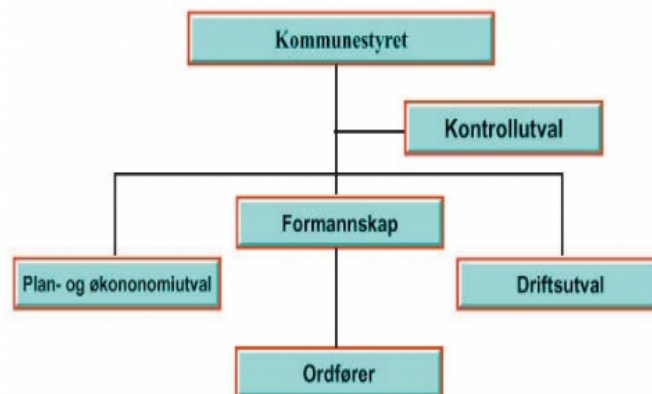 Kommunestyret
Kontrollutval
Formannskap
Plan- og økononomiutval
Driftsutval
Ordfører